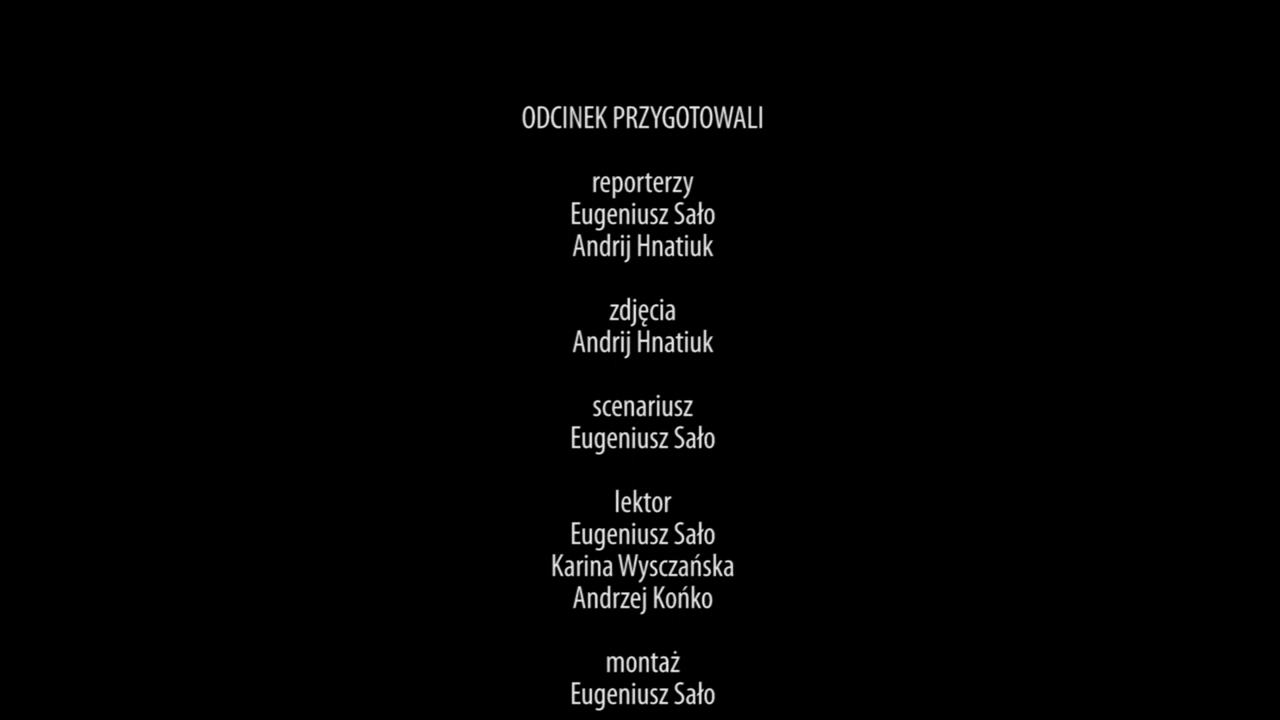 ODCINEK PRZYGOTOWALI
reporterzy
Eugeniusz Sało
Andrij Hnatiuk
zdjęcia
Andrij Hnatiuk
scenariusz
Eugeniusz Sało
lektor
Eugeniusz Sało
Karina Wysczańska
Andrzej Końko
montaż
Eugeniusz Sało